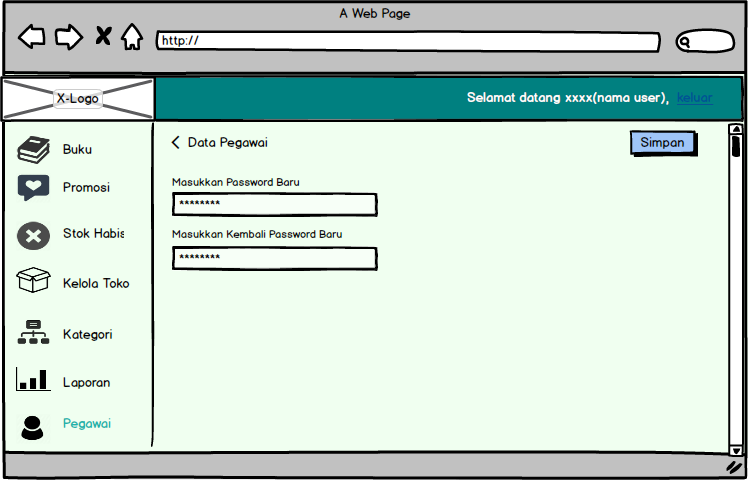 A Web Page
http://
X-Logo
Selamat datang xxxx(nama user), keluar
Buku
Promosi
Stok Habis
Kelola Toko
Kategori
Laporan
Pegawai
Data Pegawai
Simpan
Masukkan Password Baru
********
Masukkan Kembali Password Baru
********